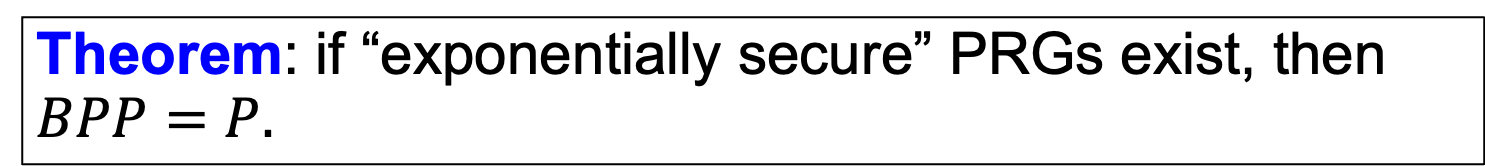 Theorem: if “exponentially secure” PRGs exist, then
𝐵𝑃𝑃 = 𝑃.